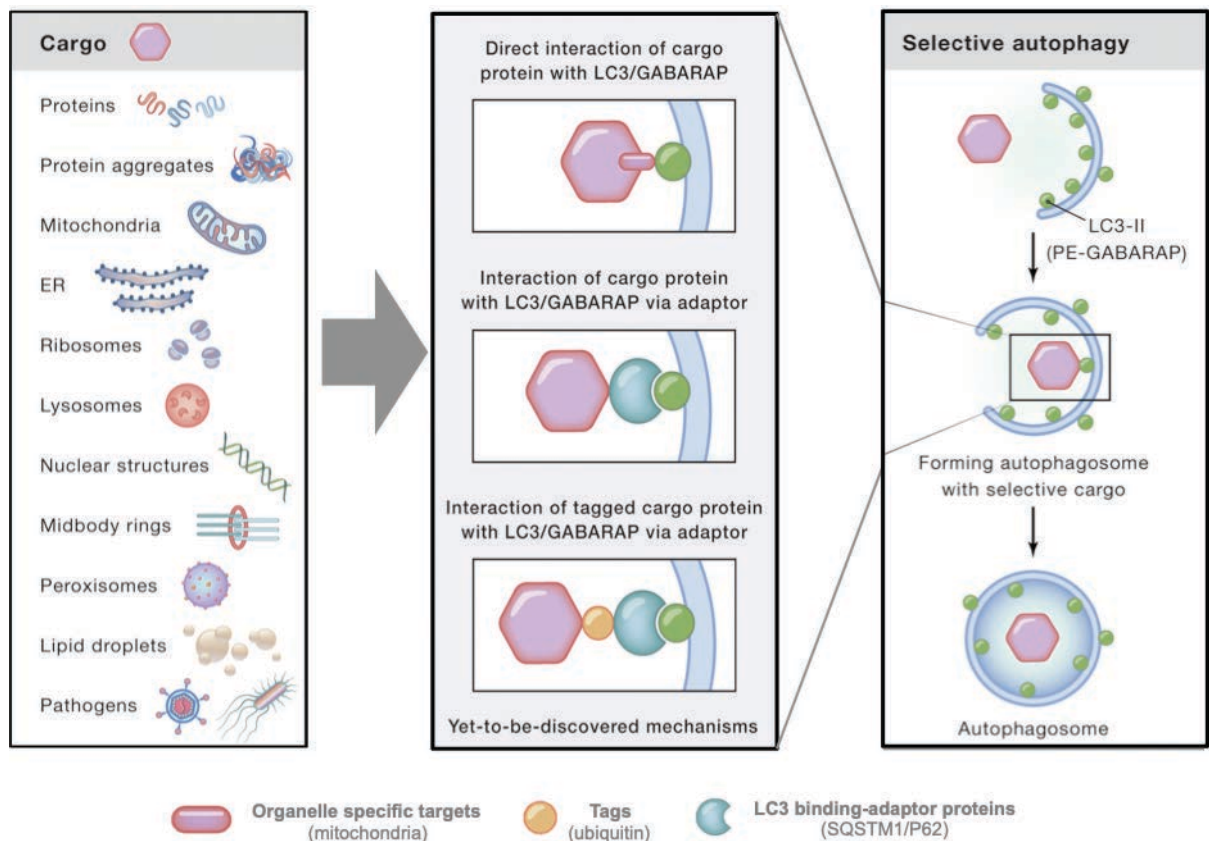 Cargo
Proteins
Protein aggregates
Mitochondria
ER
Ribosomes
Lysosomes
Nuclear structures
Midbody rings
Peroxisomes
Lipid droplets
Pathogens
Direct interaction of cargo
protein with LC3/GABARAP
Interaction of cargo protein
with LC3/GABARAP via adaptor
Interaction of tagged cargo protein
with LC3/GABARAP via adaptor
Yet-to-be-discovered mechanisms
Selective autophagy
LC3-II
(PE-GABARAP)
Forming autophagosome
with selective cargo
Autophagosome
Organelle specific targets
(mitochondria)
Tags
(ubiquitin)
LC3 binding-adaptor proteins
(SQSTM1/P62)